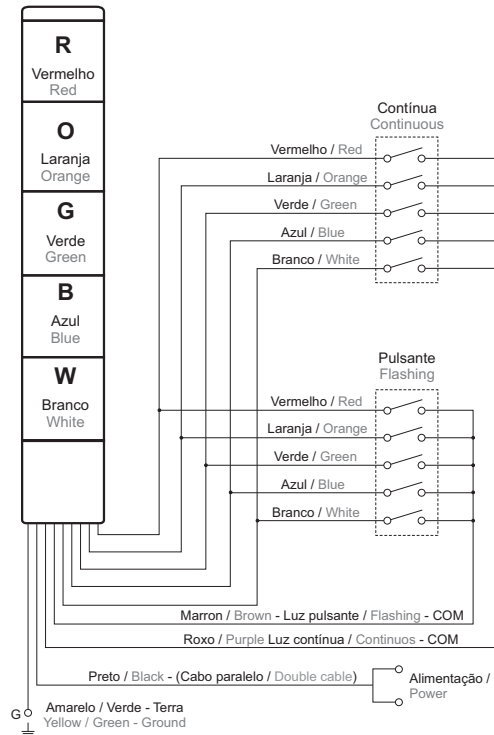 R
Vermelho
Red
O
Laranja
Orange
G
Verde
Green
B
Azul
Blue
W
Branco
White
Contínua
Continuous
Vermelho / Red
Laranja / Orange
Verde / Green
Azul / Blue
Branco / White
Pulsante
Flashing
Vermelho / Red
Laranja / Orange
Verde / Green
Azul / Blue
Branco / White
Marron / Brown - Luz pulsante / Flashing - COM
Roxo / Purple Luz contínua / Continuos - COM
Preto / Black - (Cabo paralelo / Double cable)
Alimentação /
Power
G
Amarelo / Verde - Terra
Yellow / Green - Ground